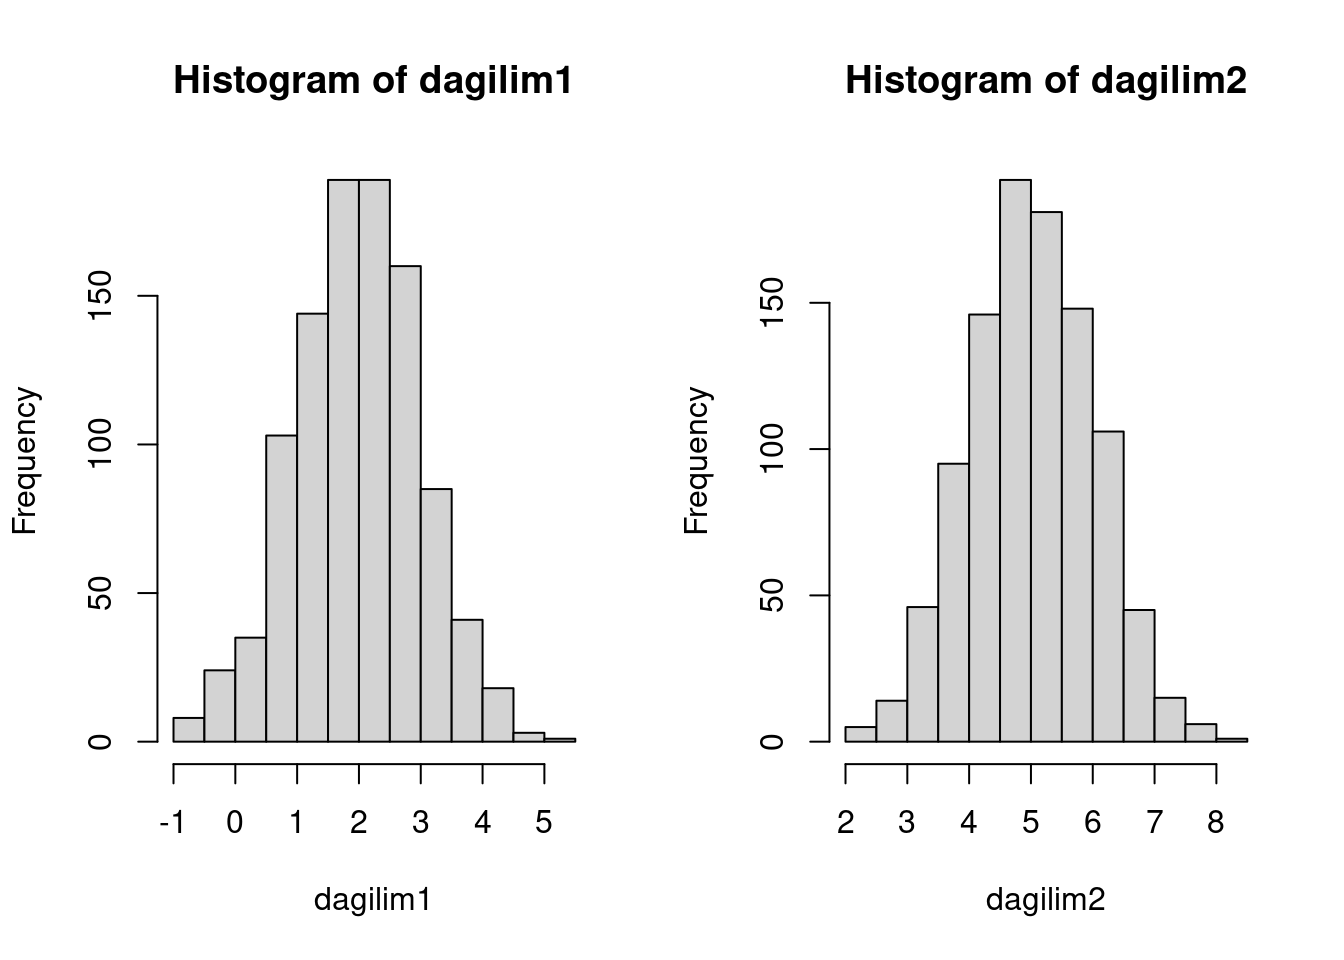 Histogram of dagilim1
Frequency
0
50
100
150
-1 0 1 2 3 4 5
dagilim1
Histogram of dagilim2
Frequency
0
50
100
150
2 3 4 5 6 7 8
dagilim2